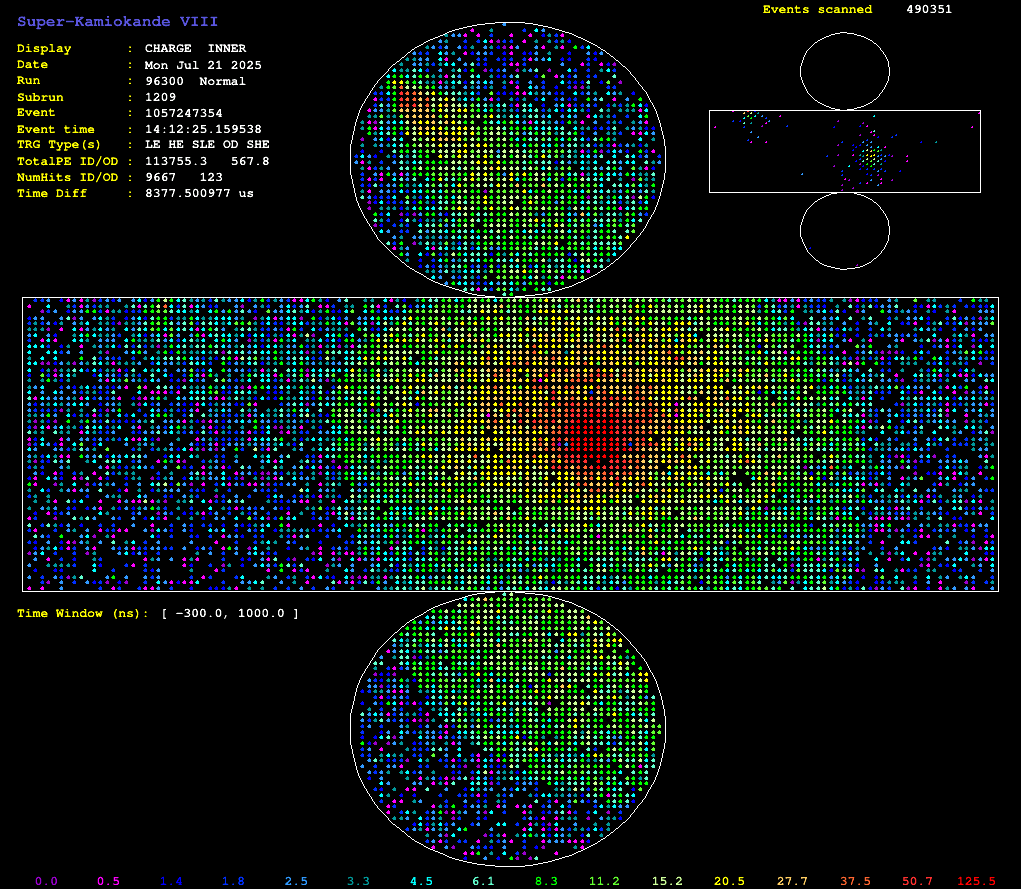 Super-Kamiokande VIII
Events scanned 490351
Display : CHARGE INNER
Date : Mon Jul 21 2025
Run : 96300 Normal
Subrun : 1209
Event : 1057247354
Event time : 14:12:25.159538
TRG Type(s) : LE HE SLE OD SHE
TotalPE ID/OD : 113755.3 567.8
NumHits ID/OD : 9667 123
Time Diff : 8377.500977 us
Time Window (ns): [ -300.0, 1000.0 ]
0.0 0.5 1.4 1.8 2.5 3.3 4.5 6.1 8.3 11.2 15.2 20.5 27.7 37.5 50.7 125.5